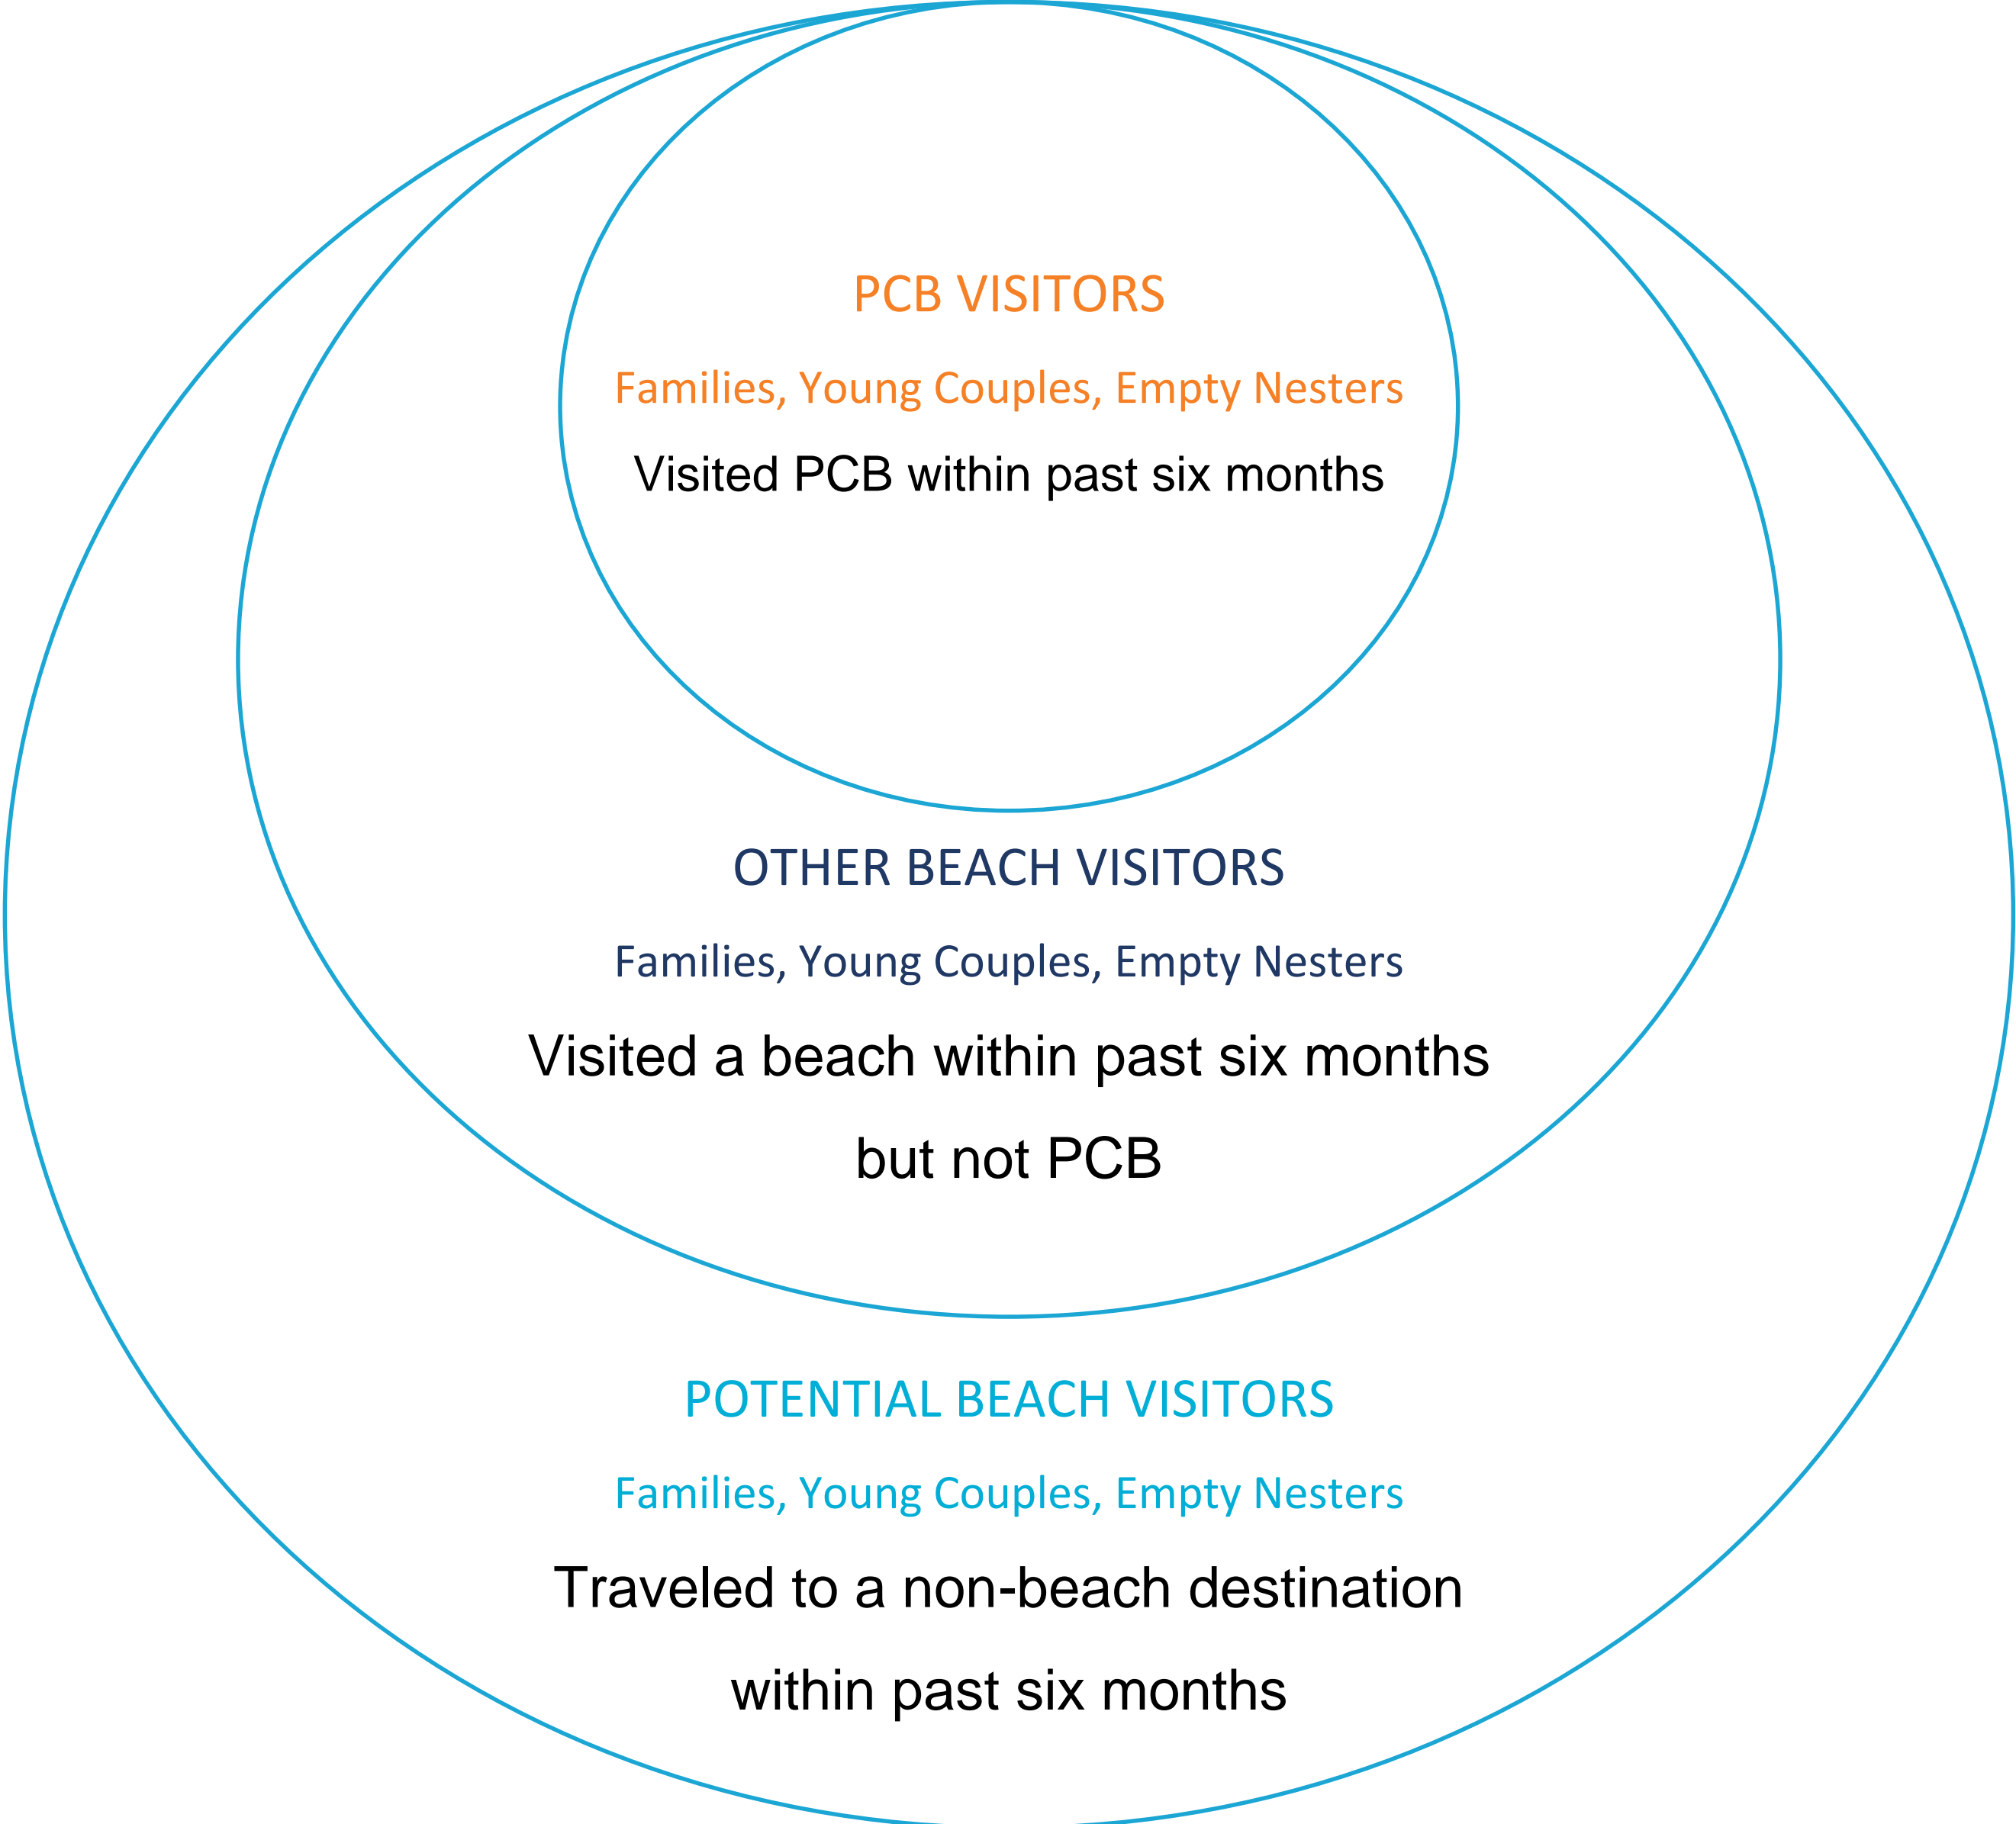 PCB VISITORS
Families, Young Couples, Empty Nesters
Visited PCB within past six months
OTHER BEACH VISITORS
Families, Young Couples, Empty Nesters
Visited a beach within past six months
but not PCB
POTENTIAL BEACH VISITORS
Families, Young Couples, Empty Nesters
Traveled to a non-beach destination
within past six months